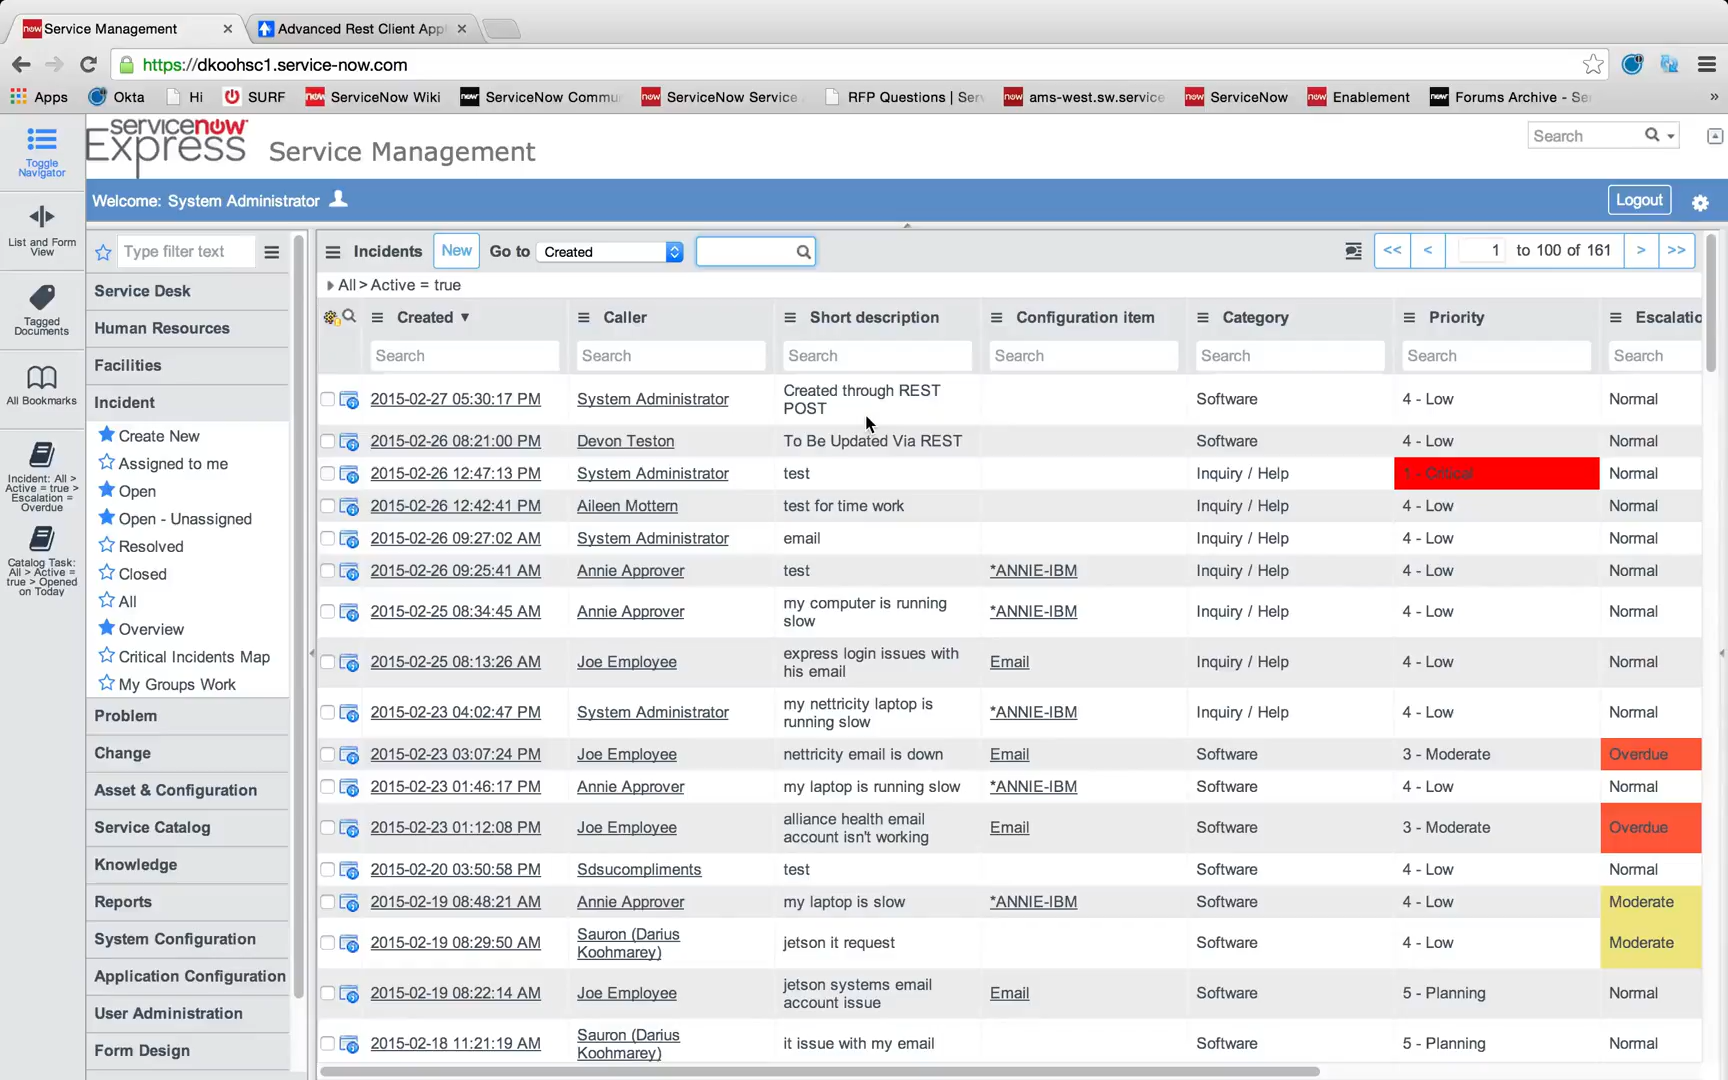 Service Management
Advanced Rest Client Appl
https://dkoohsc1.service-now.com
Apps Okta Hi SURF ServiceNow Wiki ServiceNow Commu ServiceNow Service RFP Questions | Serv ams-west.sw.service ServiceNow Enablement Forums Archive - Se »
Toggle Navigator
servicenow Express Service Management
Search
List and Form View
Welcome: System Administrator
Logout
Tagged Documents
All Bookmarks
Incident: All > Active = true > Escalation = Overdue
Catalog Task: All > Active = true > Opened on Today
Type filter text
Service Desk
Human Resources
Facilities
Incident
Create New
Assigned to me
Open
Open - Unassigned
Resolved
Closed
All
Overview
Critical Incidents Map
My Groups Work
Problem
Change
Asset & Configuration
Service Catalog
Knowledge
Reports
System Configuration
Application Configuration
User Administration
Form Design
Incidents New Go to Created << < 1 to 100 of 161 > >>
All > Active = true
Created ▼ Caller Short description Configuration item Category Priority Escalatio
Search Search Search Search Search Search Search
2015-02-27 05:30:17 PM System Administrator Created through REST POST Software 4 - Low Normal
2015-02-26 08:21:00 PM Devon Teston To Be Updated Via REST Software 4 - Low Normal
2015-02-26 12:47:13 PM System Administrator test Inquiry / Help 1 - Critical Normal
2015-02-26 12:42:41 PM Aileen Mottern test for time work Inquiry / Help 4 - Low Normal
2015-02-26 09:27:02 AM System Administrator email Inquiry / Help 4 - Low Normal
2015-02-26 09:25:41 AM Annie Approver test *ANNIE-IBM Inquiry / Help 4 - Low Normal
2015-02-25 08:34:45 AM Annie Approver my computer is running slow *ANNIE-IBM Inquiry / Help 4 - Low Normal
2015-02-25 08:13:26 AM Joe Employee express login issues with his email Email Inquiry / Help 4 - Low Normal
2015-02-23 04:02:47 PM System Administrator my nettricity laptop is running slow *ANNIE-IBM Inquiry / Help 4 - Low Normal
2015-02-23 03:07:24 PM Joe Employee nettricity email is down Email Software 3 - Moderate Overdue
2015-02-23 01:46:17 PM Annie Approver my laptop is running slow *ANNIE-IBM Software 4 - Low Normal
2015-02-23 01:12:08 PM Joe Employee alliance health email account isn't working Email Software 3 - Moderate Overdue
2015-02-20 03:50:58 PM Sdsucompliments test Software 4 - Low Normal
2015-02-19 08:48:21 AM Annie Approver my laptop is slow *ANNIE-IBM Software 4 - Low Moderate
2015-02-19 08:29:50 AM Sauron (Darius Koohmarey) jetson it request Software 4 - Low Moderate
2015-02-19 08:22:14 AM Joe Employee jetson systems email account issue Email Software 5 - Planning Normal
2015-02-18 11:21:19 AM Sauron (Darius Koohmarey) it issue with my email Software 5 - Planning Normal